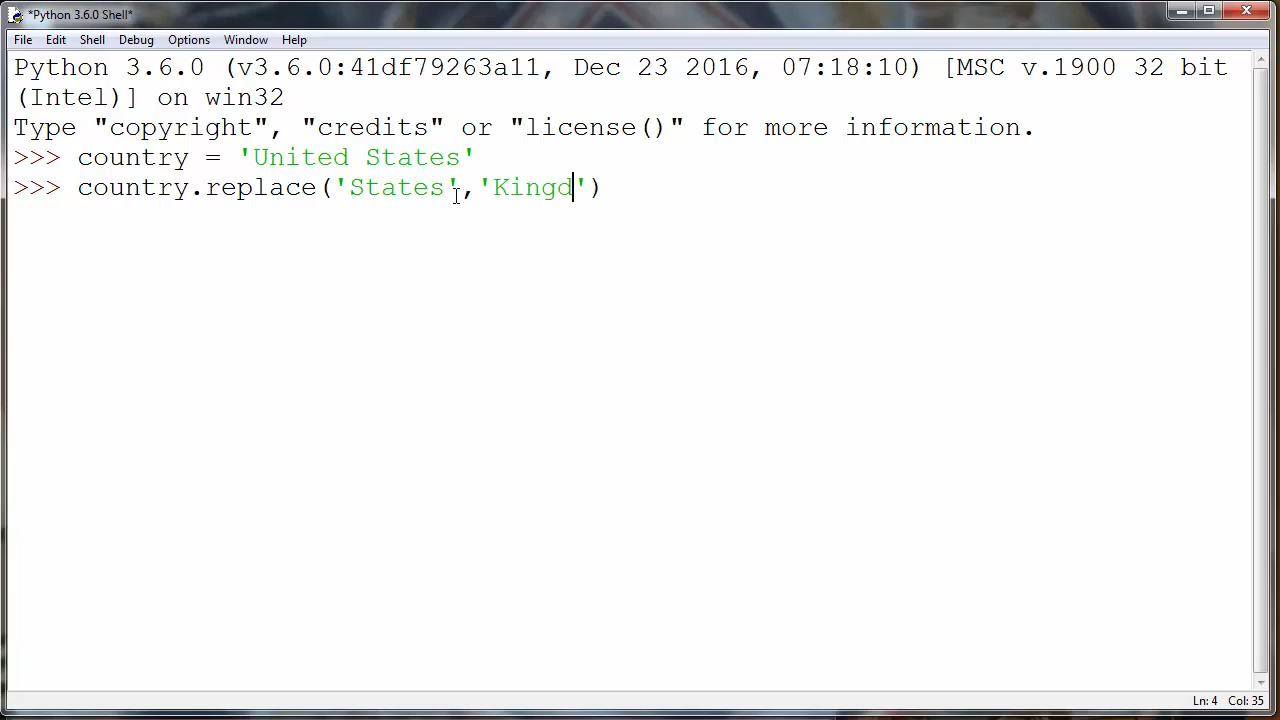 *Python 3.6.0 Shell*
File Edit Shell Debug Options Window Help
Python 3.6.0 (v3.6.0:41df79263a11, Dec 23 2016, 07:18:10) [MSC v.1900 32 bit
(Intel)] on win32
Type "copyright", "credits" or "license()" for more information.
>>> country = 'United States'
>>> country.replace('States','Kingd')
Ln: 4 Col: 35